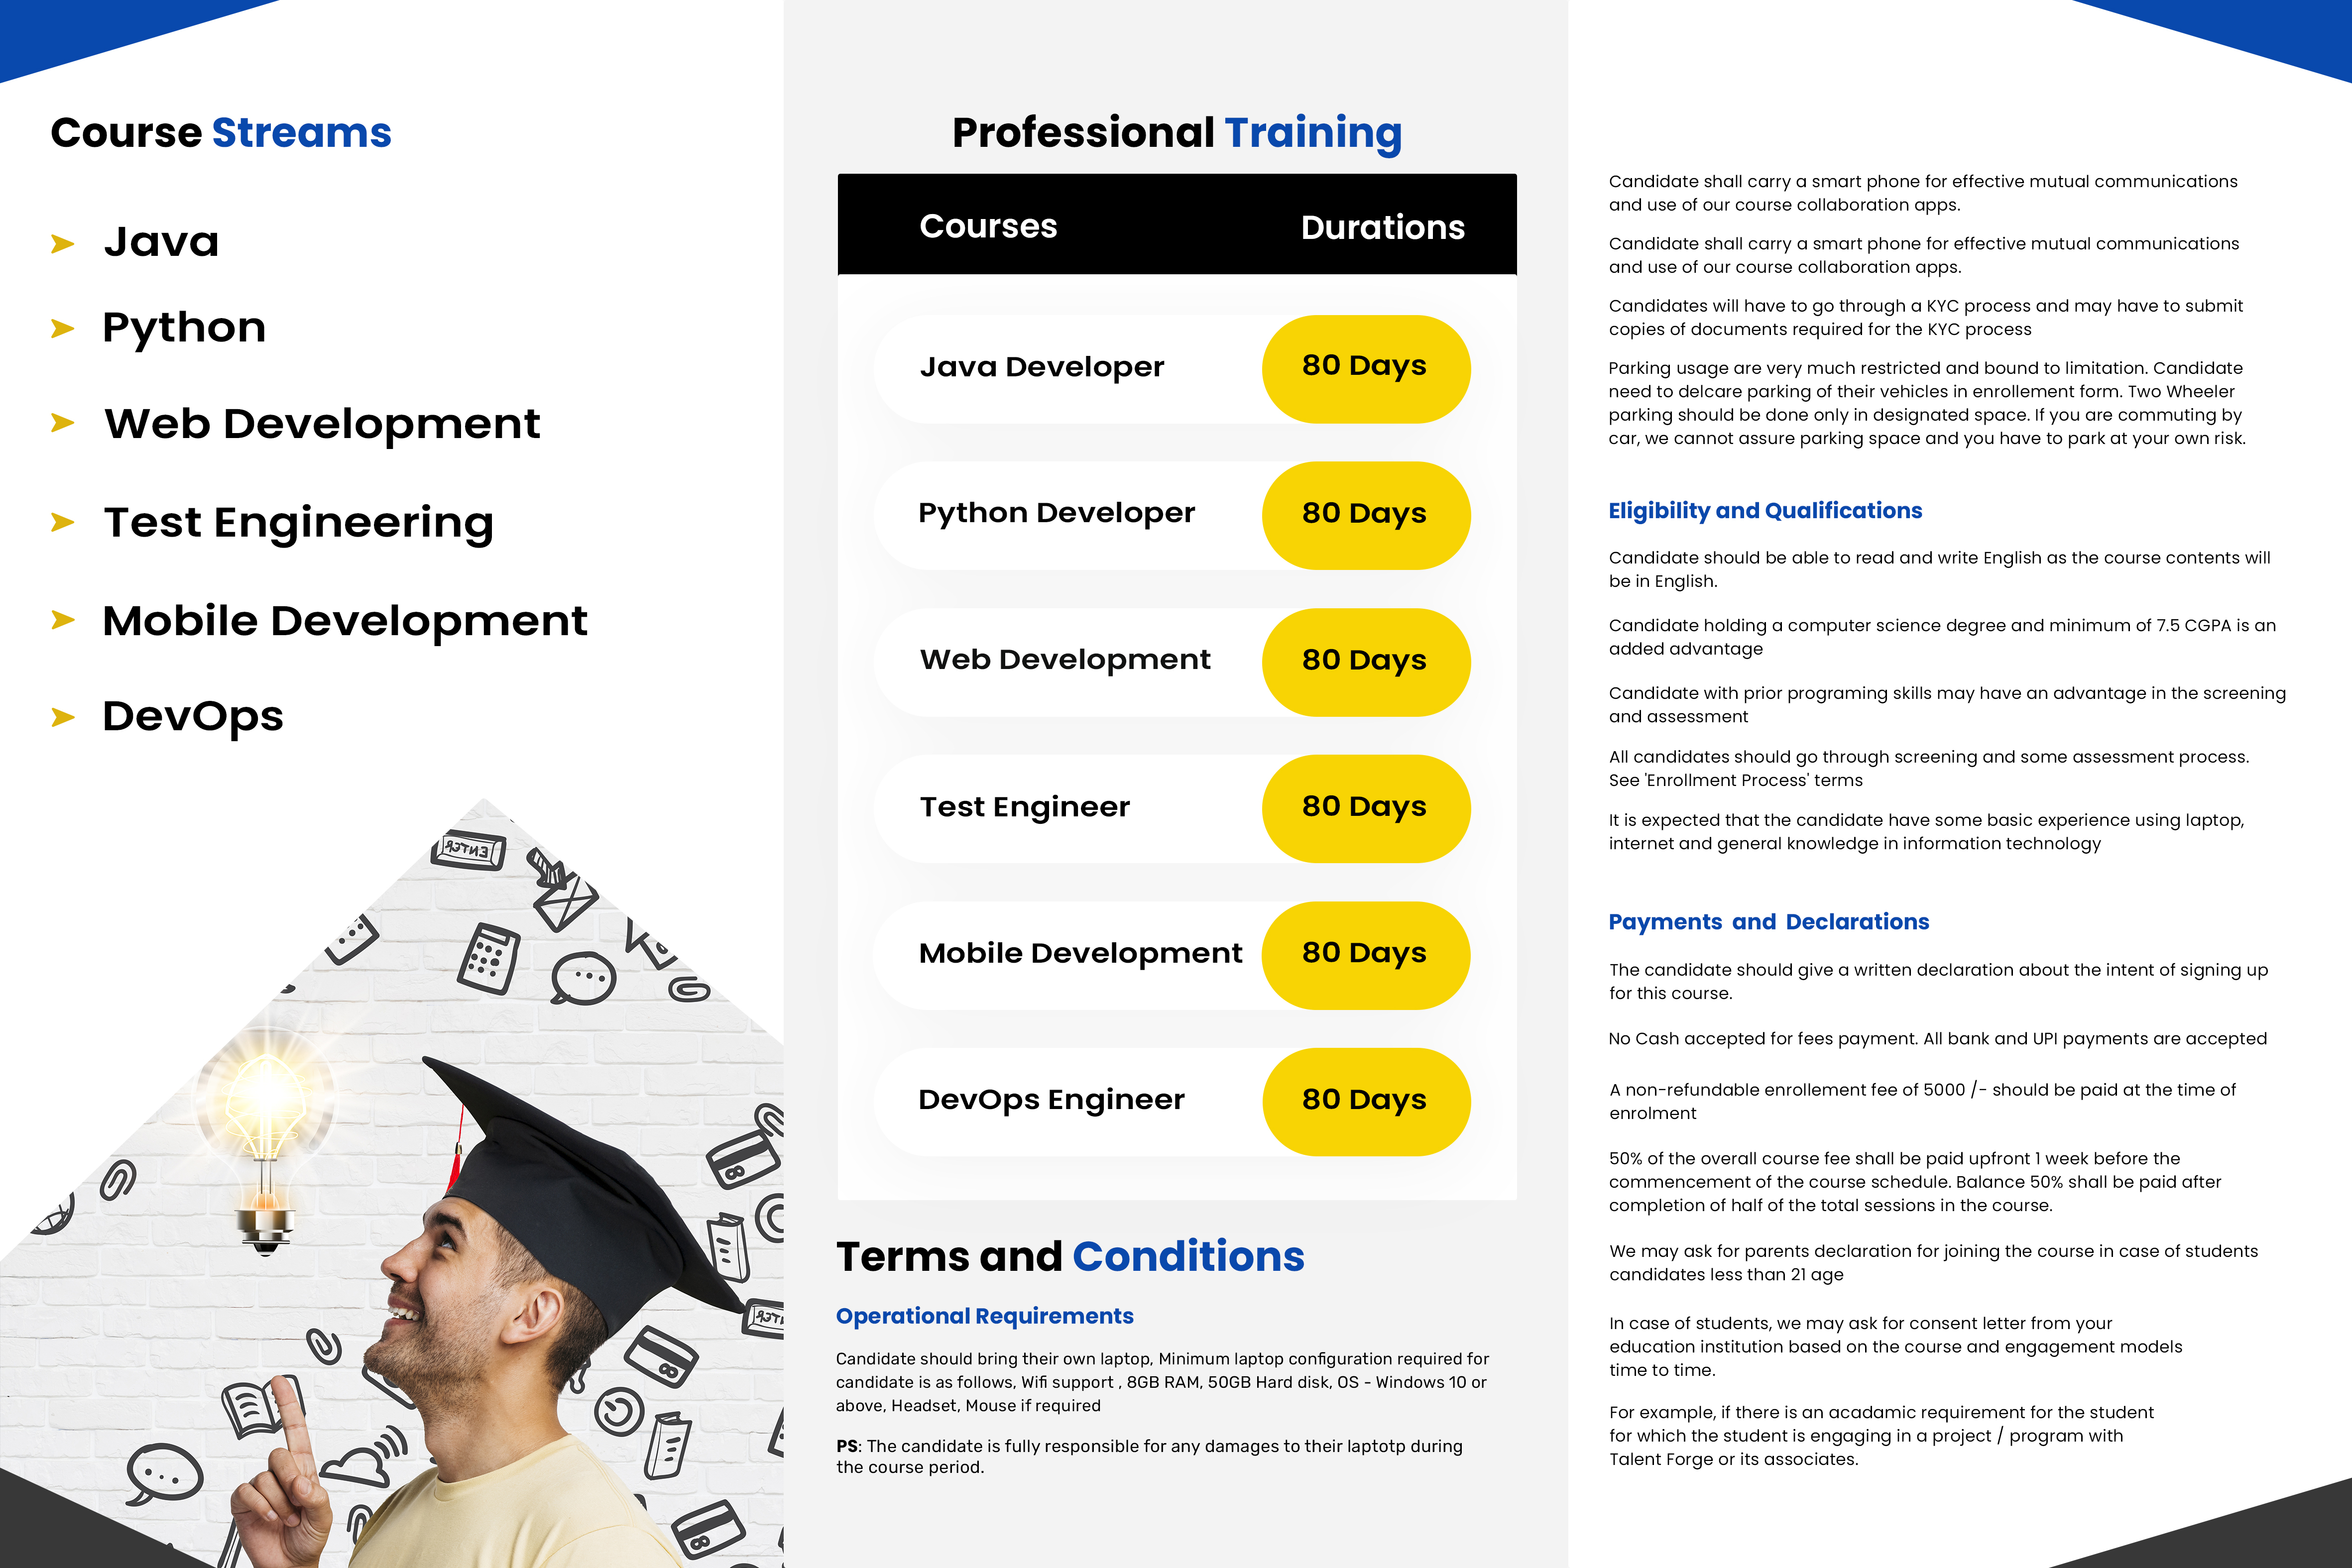 Course Streams
Java
Python
Web Development
Test Engineering
Mobile Development
DevOps
Professional Training
Courses Durations
Java Developer 80 Days
Python Developer 80 Days
Web Development 80 Days
Test Engineer 80 Days
Mobile Development 80 Days
DevOps Engineer 80 Days
Terms and Conditions
Operational Requirements
Candidate should bring their own laptop, Minimum laptop configuration required for
candidate is as follows, Wifi support , 8GB RAM, 50GB Hard disk, OS - Windows 10 or
above, Headset, Mouse if required
PS: The candidate is fully responsible for any damages to their laptotp during
the course period.
Candidate shall carry a smart phone for effective mutual communications
and use of our course collaboration apps.
Candidate shall carry a smart phone for effective mutual communications
and use of our course collaboration apps.
Candidates will have to go through a KYC process and may have to submit
copies of documents required for the KYC process
Parking usage are very much restricted and bound to limitation. Candidate
need to delcare parking of their vehicles in enrollement form. Two Wheeler
parking should be done only in designated space. If you are commuting by
car, we cannot assure parking space and you have to park at your own risk.
Eligibility and Qualifications
Candidate should be able to read and write English as the course contents will
be in English.
Candidate holding a computer science degree and minimum of 7.5 CGPA is an
added advantage
Candidate with prior programing skills may have an advantage in the screening
and assessment
All candidates should go through screening and some assessment process.
See 'Enrollment Process' terms
It is expected that the candidate have some basic experience using laptop,
internet and general knowledge in information technology
Payments and Declarations
The candidate should give a written declaration about the intent of signing up
for this course.
No Cash accepted for fees payment. All bank and UPI payments are accepted
A non-refundable enrollement fee of 5000 /- should be paid at the time of
enrolment
50% of the overall course fee shall be paid upfront 1 week before the
commencement of the course schedule. Balance 50% shall be paid after
completion of half of the total sessions in the course.
We may ask for parents declaration for joining the course in case of students
candidates less than 21 age
In case of students, we may ask for consent letter from your
education institution based on the course and engagement models
time to time.
For example, if there is an acadamic requirement for the student
for which the student is engaging in a project / program with
Talent Forge or its associates.
ENTER